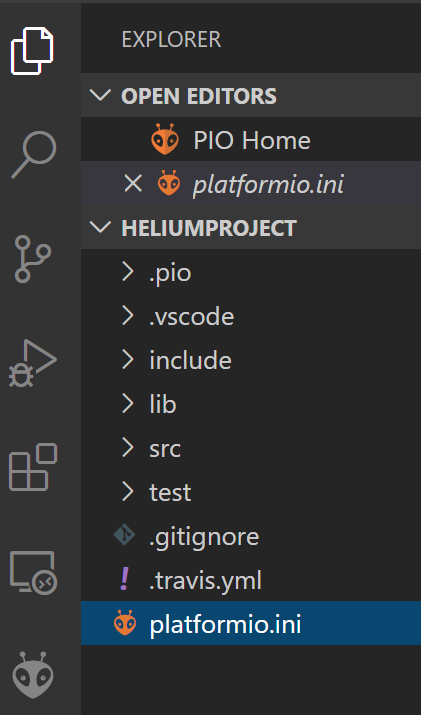 EXPLORER
OPEN EDITORS
PIO Home
platformio.ini
HELIUMPROJECT
.pio
.vscode
include
lib
src
test
.gitignore
.travis.yml
platformio.ini